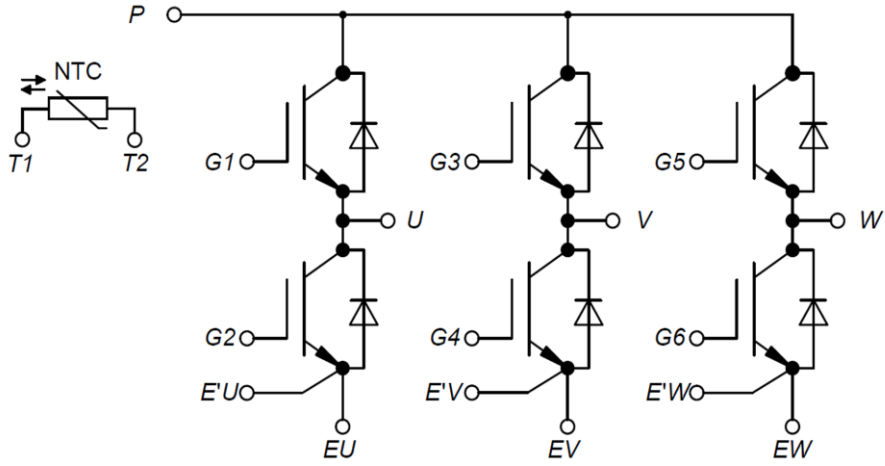 P
NTC
T1 T2
G1 G3 G5
U V W
G2 G4 G6
E'U E'V E'W
EU EV EW